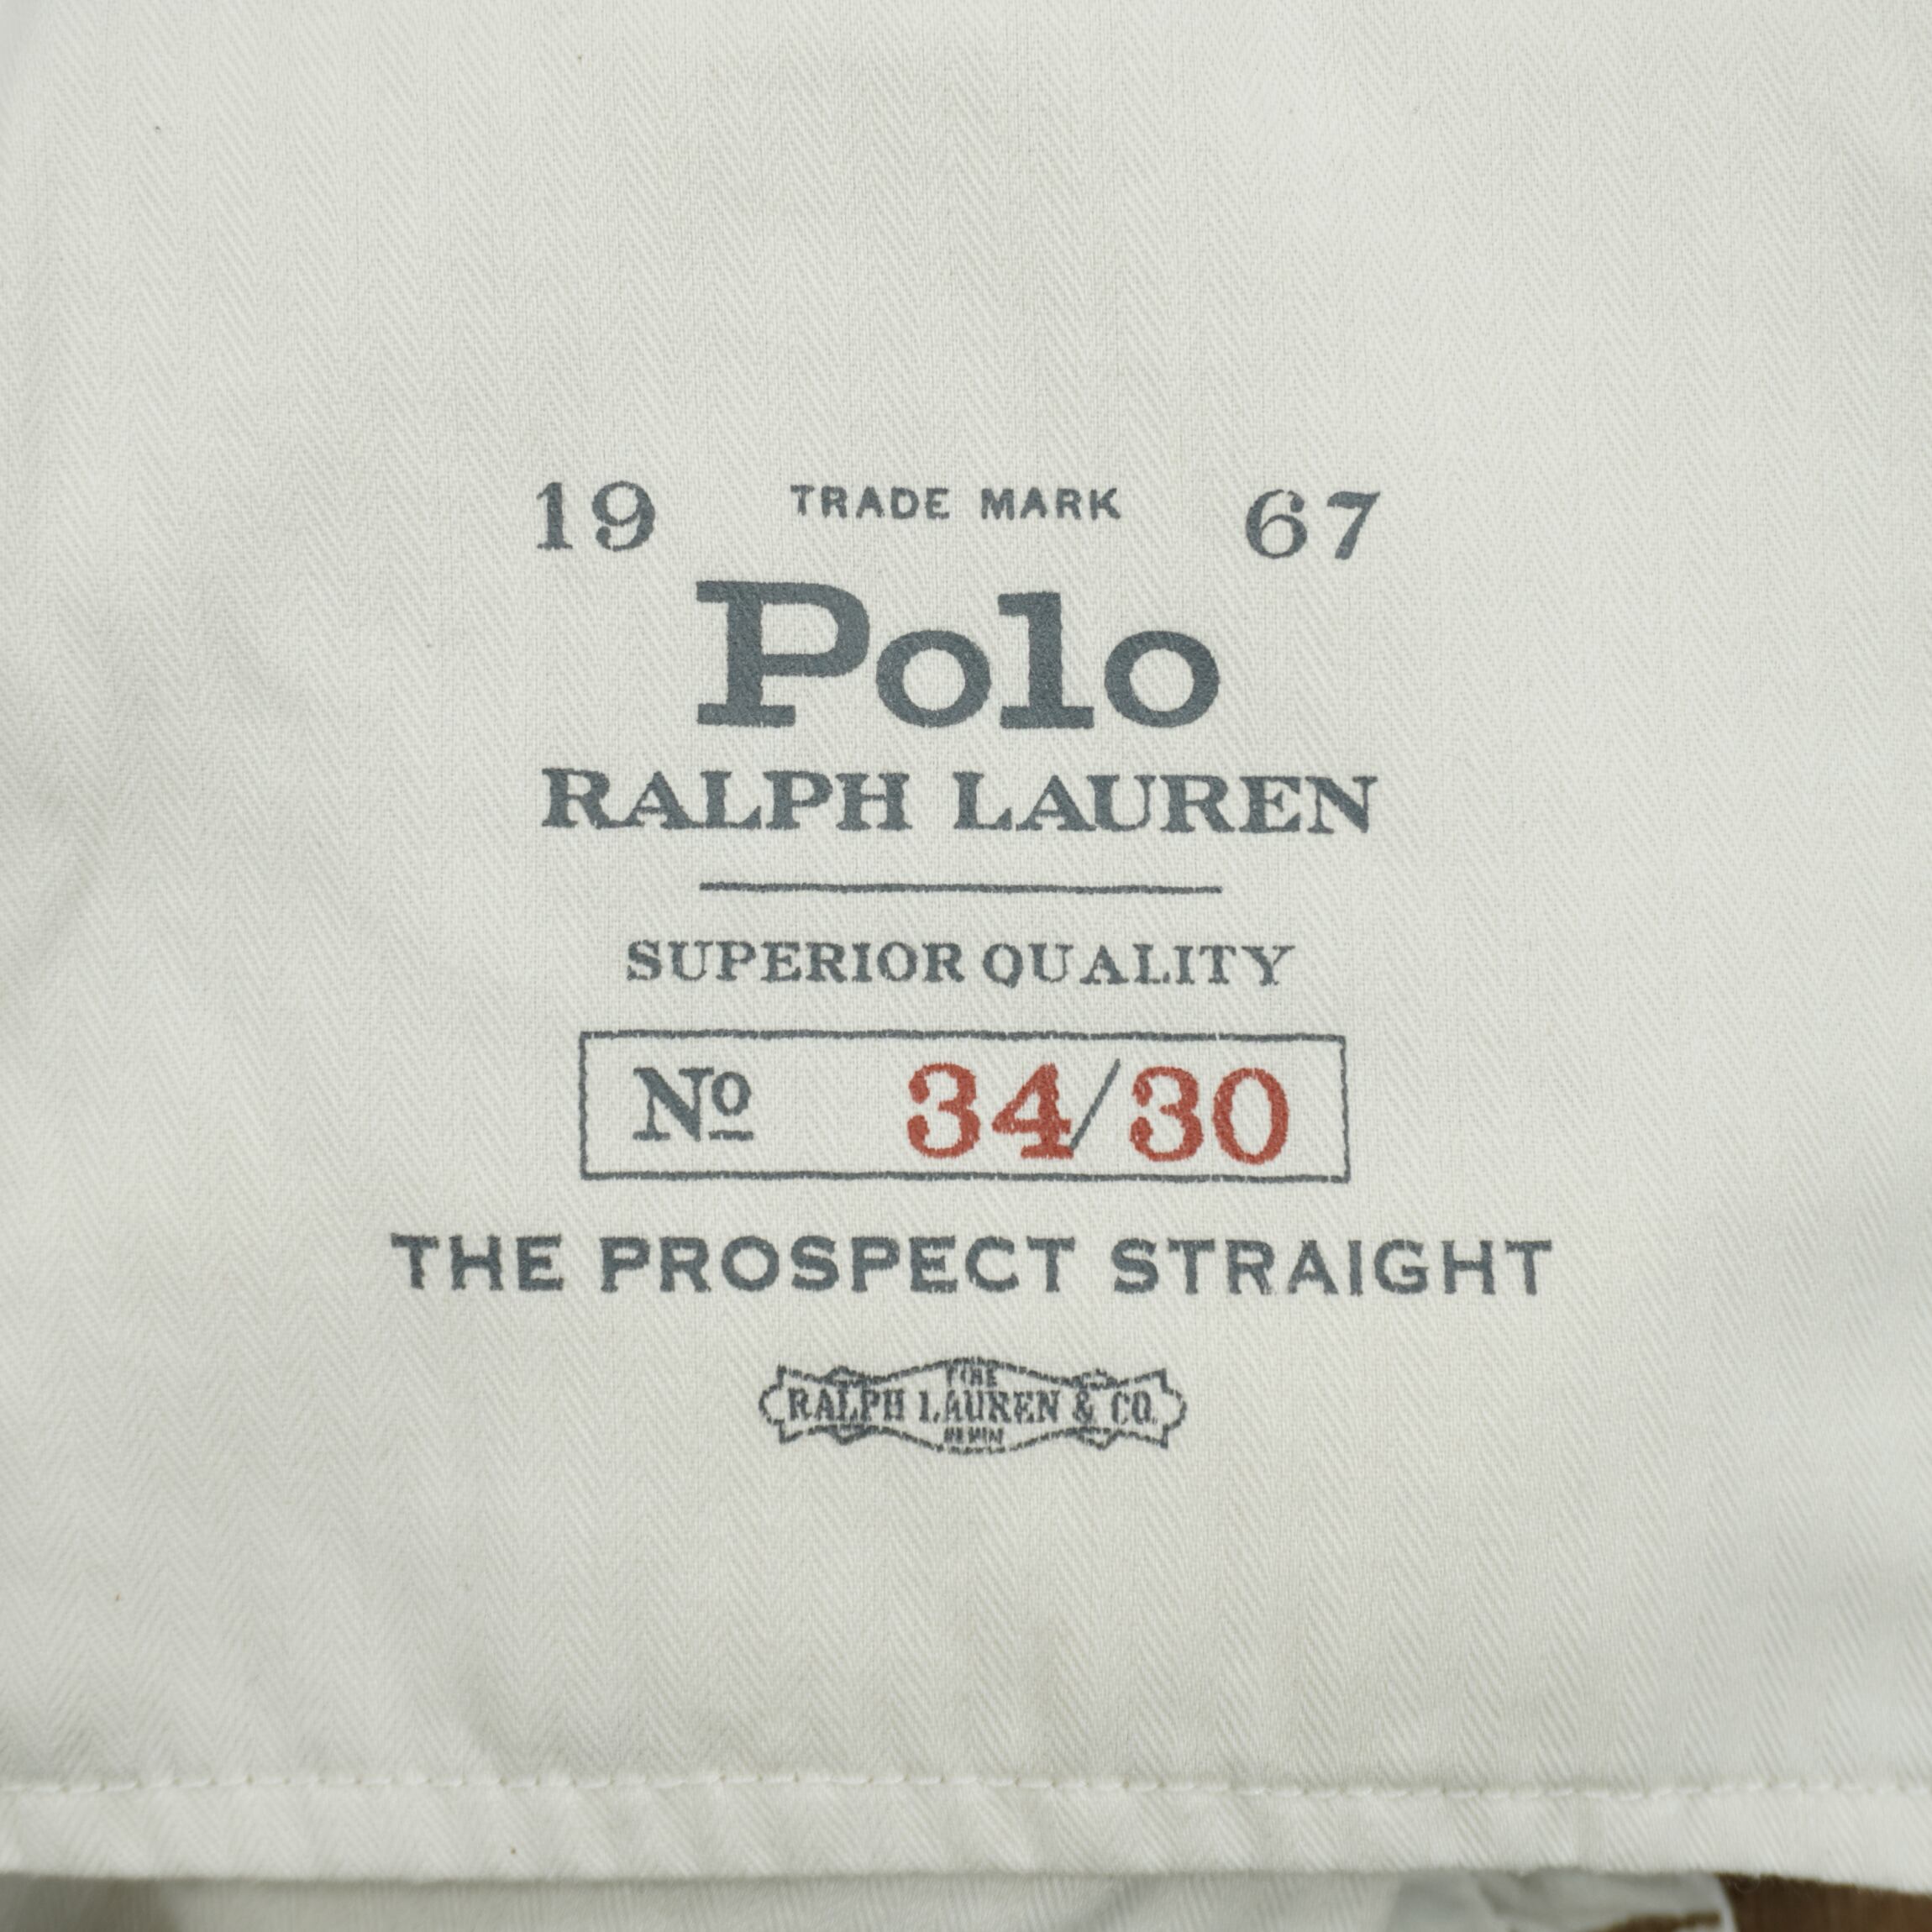 19 TRADE MARK 67
Polo
RALPH LAUREN
SUPERIOR QUALITY
Nº 34/30
THE PROSPECT STRAIGHT
RALPH LAUREN & CO.